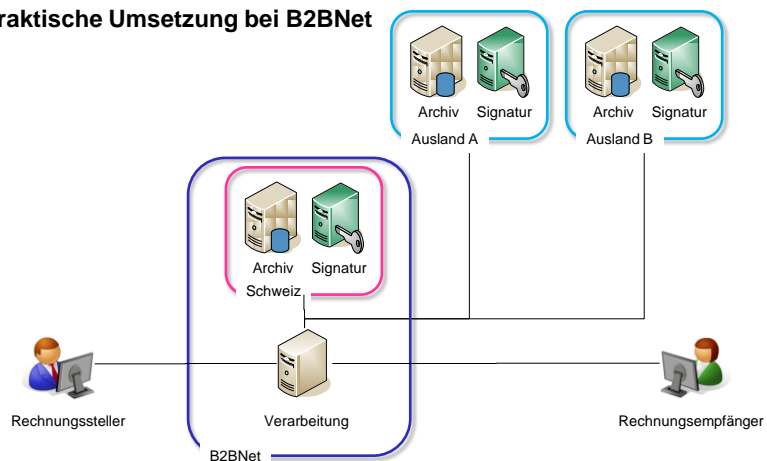 raktische Umsetzung bei B2BNet
Archiv Signatur
Ausland A
Archiv Signatur
Ausland B
Archiv Signatur
Schweiz
Rechnungssteller
Verarbeitung
Rechnungsempfänger
B2BNet